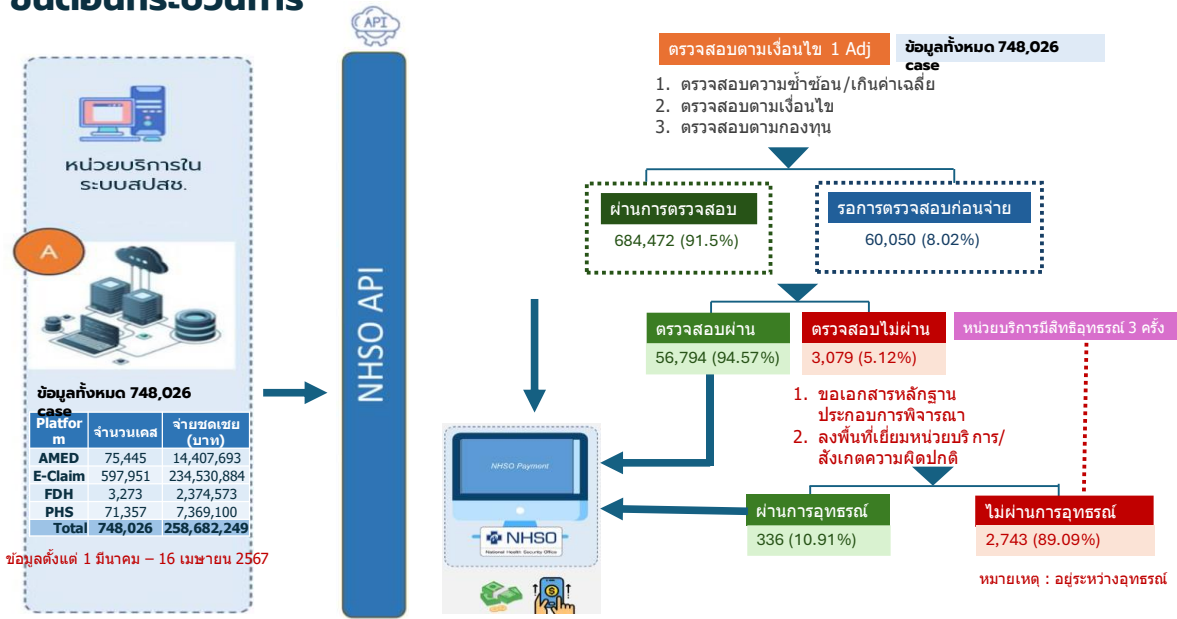 ขั้นตอนกระบวนการ
API
หน่วยบริการใน
ระบบสปสช.
A
ข้อมูลทั้งหมด 748,026
case
Platfor
m
จำนวนเคส
จ่ายชดเชย
(บาท)
AMED 75,445 14,407,693
E-Claim 597,951 234,530,884
FDH 3,273 2,374,573
PHS 71,357 7,369,100
Total 748,026 258,682,249
ข้อมูลตั้งแต่ 1 มีนาคม – 16 เมษายน 2567
NHSO API
ตรวจสอบตามเงื่อนไข 1 Adj
ข้อมูลทั้งหมด 748,026
case
1. ตรวจสอบความซ้ำซ้อน/เกินค่าเฉลี่ย
2. ตรวจสอบตามเงื่อนไข
3. ตรวจสอบตามกองทุน
ผ่านการตรวจสอบ
684,472 (91.5%)
รอการตรวจสอบก่อนจ่าย
60,050 (8.02%)
ตรวจสอบผ่าน
56,794 (94.57%)
ตรวจสอบไม่ผ่าน
3,079 (5.12%)
หน่วยบริการมีสิทธิอุทธรณ์ 3 ครั้ง
1. ขอเอกสารหลักฐาน
ประกอบการพิจารณา
2. ลงพื้นที่เยี่ยมหน่วยบริการ/
สังเกตความผิดปกติ
NHSO Payment
NHSO
National Health Security Office
ผ่านการอุทธรณ์
336 (10.91%)
ไม่ผ่านการอุทธรณ์
2,743 (89.09%)
หมายเหตุ : อยู่ระหว่างอุทธรณ์